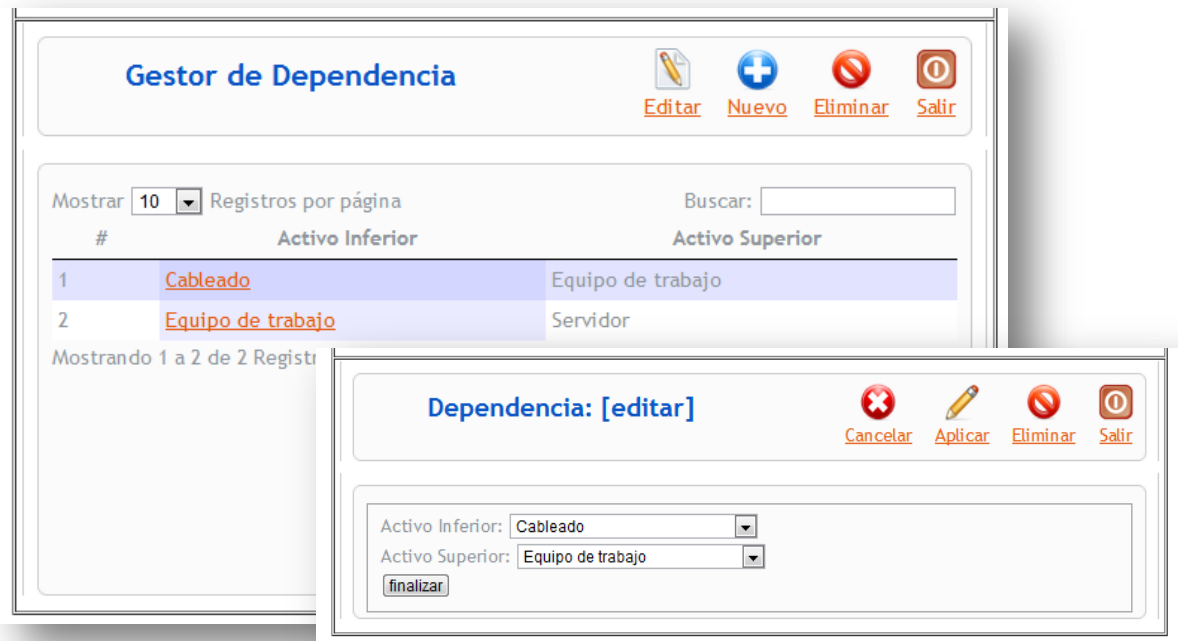 Gestor de Dependencia
Editar Nuevo Eliminar Salir
Mostrar 10 Registros por página Buscar:
# Activo Inferior Activo Superior
1 Cableado Equipo de trabajo
2 Equipo de trabajo Servidor
Mostrando 1 a 2 de 2
Dependencia: [editar]
Cancelar Aplicar Eliminar Salir
Activo Inferior: Cableado
Activo Superior: Equipo de trabajo
finalizar